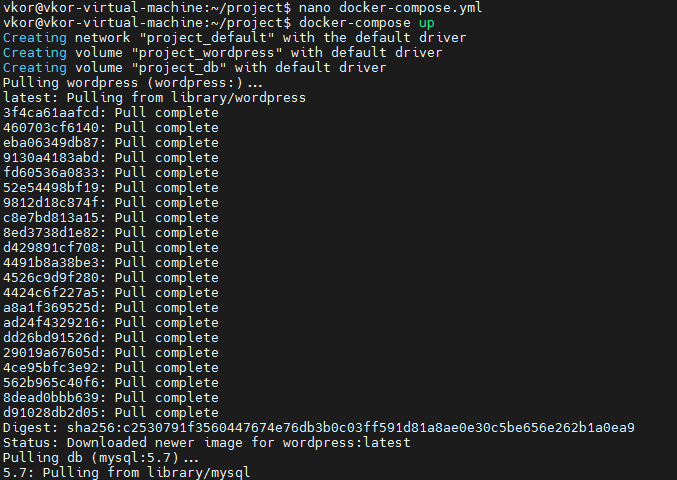 vkor@vkor-virtual-machine:~/project$ nano docker-compose.yml
vkor@vkor-virtual-machine:~/project$ docker-compose up
Creating network "project_default" with the default driver
Creating volume "project_wordpress" with default driver
Creating volume "project_db" with default driver
Pulling wordpress (wordpress:)...
latest: Pulling from library/wordpress
3f4ca61aafcd: Pull complete
460703cf6140: Pull complete
eba06349db87: Pull complete
9130a4183abd: Pull complete
fd60536a0833: Pull complete
52e54498bf19: Pull complete
9812d18c874f: Pull complete
c8e7bd813a15: Pull complete
8ed3738d1e82: Pull complete
d429891cf708: Pull complete
4491b8a38be3: Pull complete
4526c9d9f280: Pull complete
4424c6f227a5: Pull complete
a8a1f369525d: Pull complete
ad24f4329216: Pull complete
dd26bd91526d: Pull complete
29019a67605d: Pull complete
4ce95bfc3e92: Pull complete
562b965c40f6: Pull complete
8dead0bbb639: Pull complete
d91028db2d05: Pull complete
Digest: sha256:c2530791f3560447674e76db3b0c03ff591d81a8ae0e30c5be656e262b1a0ea9
Status: Downloaded newer image for wordpress:latest
Pulling db (mysql:5.7)...
5.7: Pulling from library/mysql